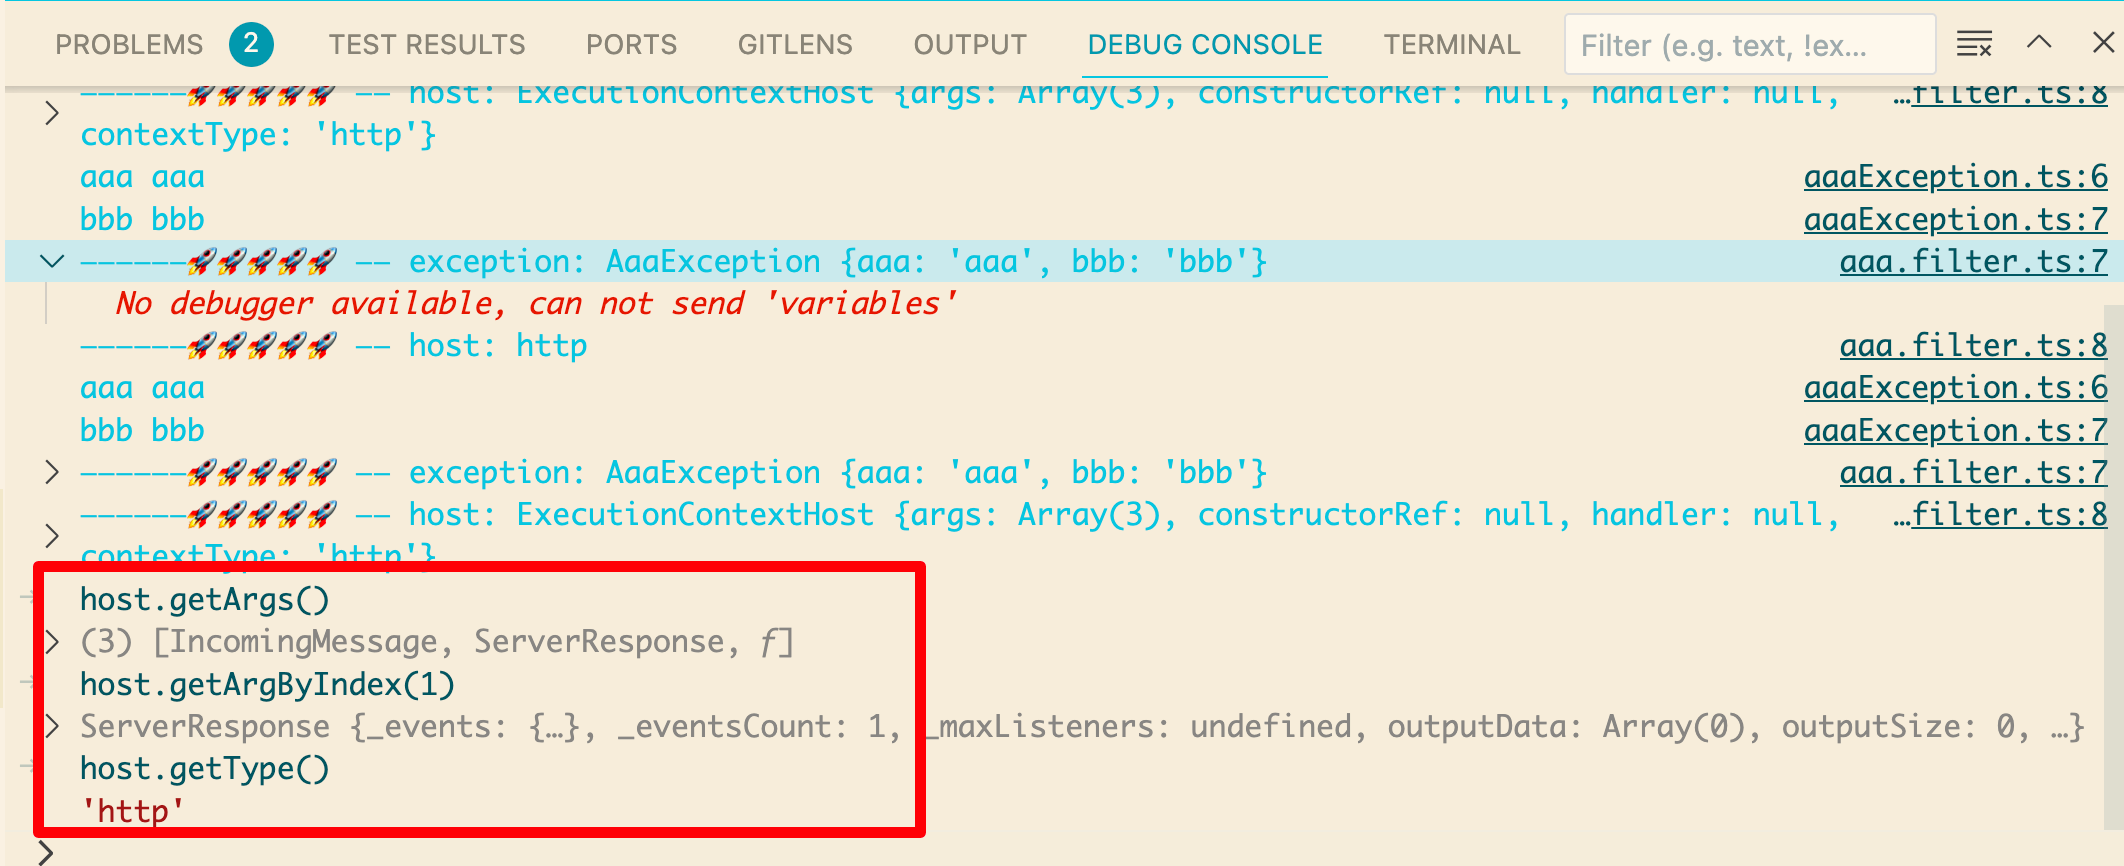 PROBLEMS 2 TEST RESULTS PORTS GITLENS OUTPUT DEBUG CONSOLE TERMINAL Filter (e.g. text, !ex...
——————🚀🚀🚀🚀🚀 —— host: ExecutionContextHost {args: Array(3), constructorRef: null, handler: null, …filter.ts:8
contextType: 'http'}
aaa aaa aaaException.ts:6
bbb bbb aaaException.ts:7
——————🚀🚀🚀🚀🚀 —— exception: AaaException {aaa: 'aaa', bbb: 'bbb'} aaa.filter.ts:7
No debugger available, can not send 'variables'
——————🚀🚀🚀🚀🚀 —— host: http aaa.filter.ts:8
aaa aaa aaaException.ts:6
bbb bbb aaaException.ts:7
——————🚀🚀🚀🚀🚀 —— exception: AaaException {aaa: 'aaa', bbb: 'bbb'} aaa.filter.ts:7
——————🚀🚀🚀🚀🚀 —— host: ExecutionContextHost {args: Array(3), constructorRef: null, handler: null, …filter.ts:8
contextType: 'http'}
host.getArgs()
(3) [IncomingMessage, ServerResponse, ƒ]
host.getArgByIndex(1)
ServerResponse {_events: {…}, _eventsCount: 1, _maxListeners: undefined, outputData: Array(0), outputSize: 0, …}
host.getType()
'http'